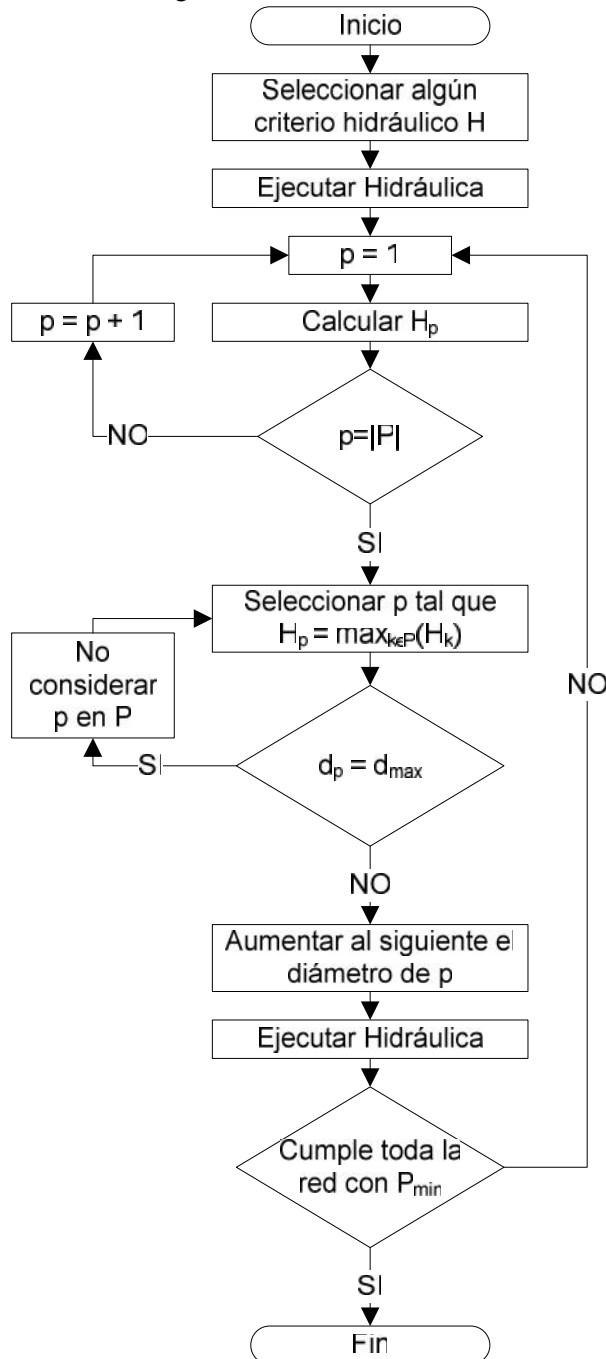 Inicio
Seleccionar algún
criterio hidráulico H
Ejecutar Hidráulica
p = 1
p = p + 1
Calcular Hp
NO
p=|P|
SI
Seleccionar p tal que
Hp = maxkϵP(Hk)
No
considerar
p en P
NO
SI
dp = dmax
NO
Aumentar al siguiente el
diámetro de p
Ejecutar Hidráulica
Cumple toda la
red con Pmin
SI
Fin